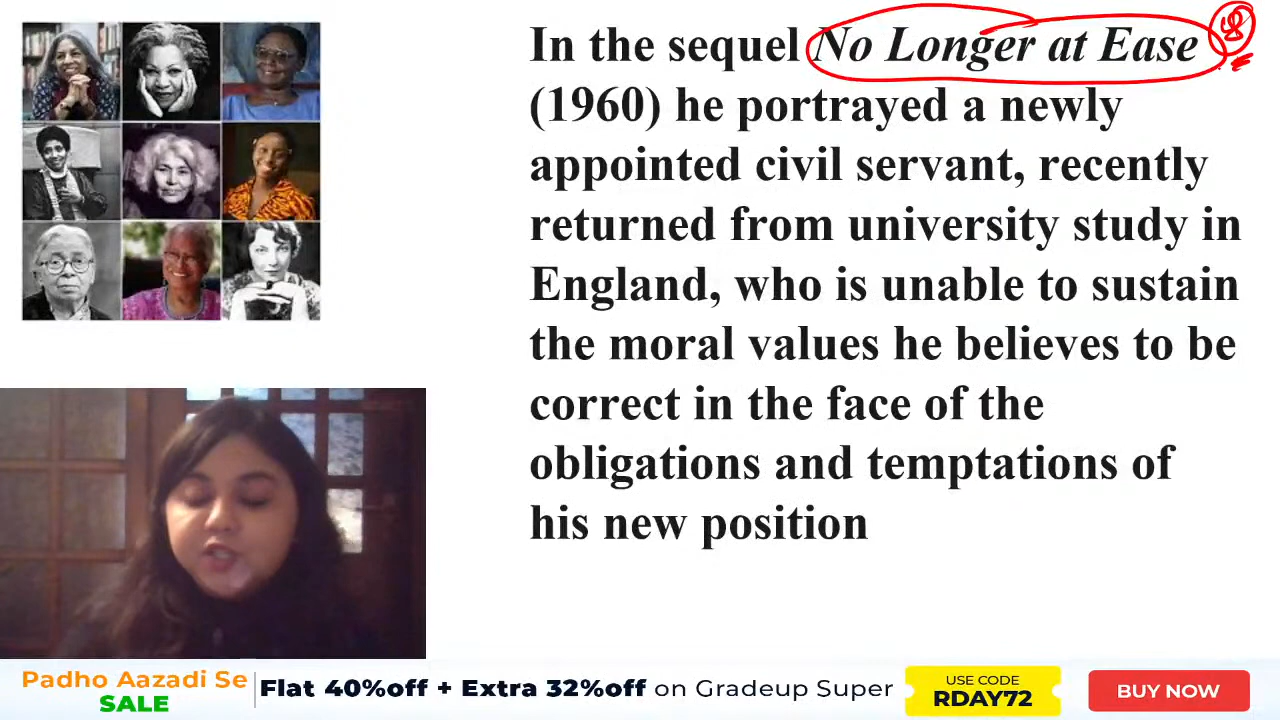 In the sequel No Longer at Ease
(1960) he portrayed a newly
appointed civil servant, recently
returned from university study in
England, who is unable to sustain
the moral values he believes to be
correct in the face of the
obligations and temptations of
his new position
Padho Aazadi Se
SALE
Flat 40%off + Extra 32%off on Gradeup Super
USE CODE
RDAY72
BUY NOW